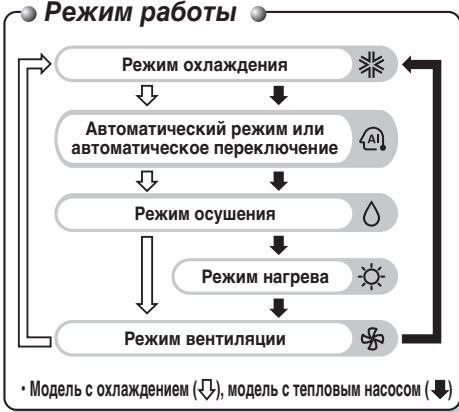 Режим работы
Режим охлаждения
AI
Автоматический режим или
автоматическое переключение
Режим осушения
Режим нагрева
Режим вентиляции
· Модель с охлаждением (⇩), модель с тепловым насосом (⬇)